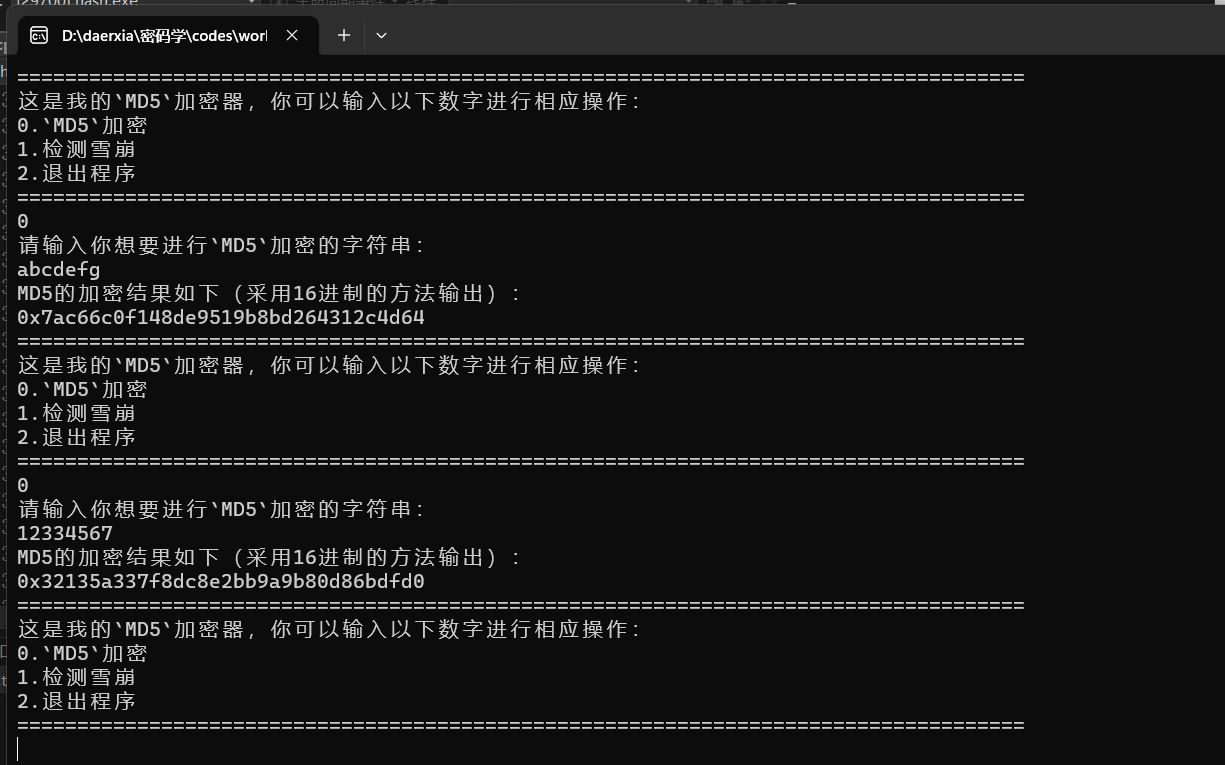 D:\daerxia\密码学\codes\worl
================================================================================
这是我的`MD5`加密器，你可以输入以下数字进行相应操作：
0.`MD5`加密
1.检测雪崩
2.退出程序
================================================================================
0
请输入你想要进行`MD5`加密的字符串：
abcdefg
MD5的加密结果如下（采用16进制的方法输出）：
0x7ac66c0f148de9519b8bd264312c4d64
================================================================================
这是我的`MD5`加密器，你可以输入以下数字进行相应操作：
0.`MD5`加密
1.检测雪崩
2.退出程序
================================================================================
0
请输入你想要进行`MD5`加密的字符串：
12334567
MD5的加密结果如下（采用16进制的方法输出）：
0x32135a337f8dc8e2bb9a9b80d86bdfd0
================================================================================
这是我的`MD5`加密器，你可以输入以下数字进行相应操作：
0.`MD5`加密
1.检测雪崩
2.退出程序
================================================================================